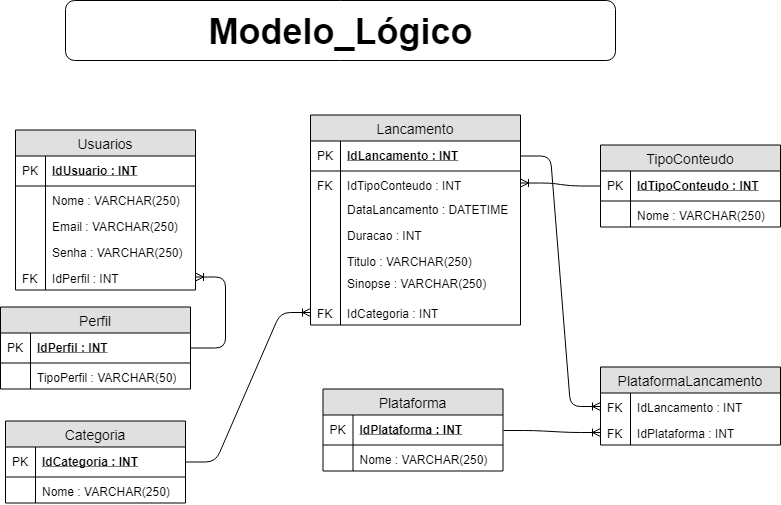 Modelo_Lógico
Usuarios
PK IdUsuario : INT
Nome : VARCHAR(250)
Email : VARCHAR(250)
Senha : VARCHAR(250)
FK IdPerfil : INT
Perfil
PK IdPerfil : INT
TipoPerfil : VARCHAR(50)
Categoria
PK IdCategoria : INT
Nome : VARCHAR(250)
Lancamento
PK IdLancamento : INT
FK IdTipoConteudo : INT
DataLancamento : DATETIME
Duracao : INT
Titulo : VARCHAR(250)
Sinopse : VARCHAR(250)
FK IdCategoria : INT
Plataforma
PK IdPlataforma : INT
Nome : VARCHAR(250)
TipoConteudo
PK IdTipoConteudo : INT
Nome : VARCHAR(250)
PlataformaLancamento
FK IdLancamento : INT
FK IdPlataforma : INT